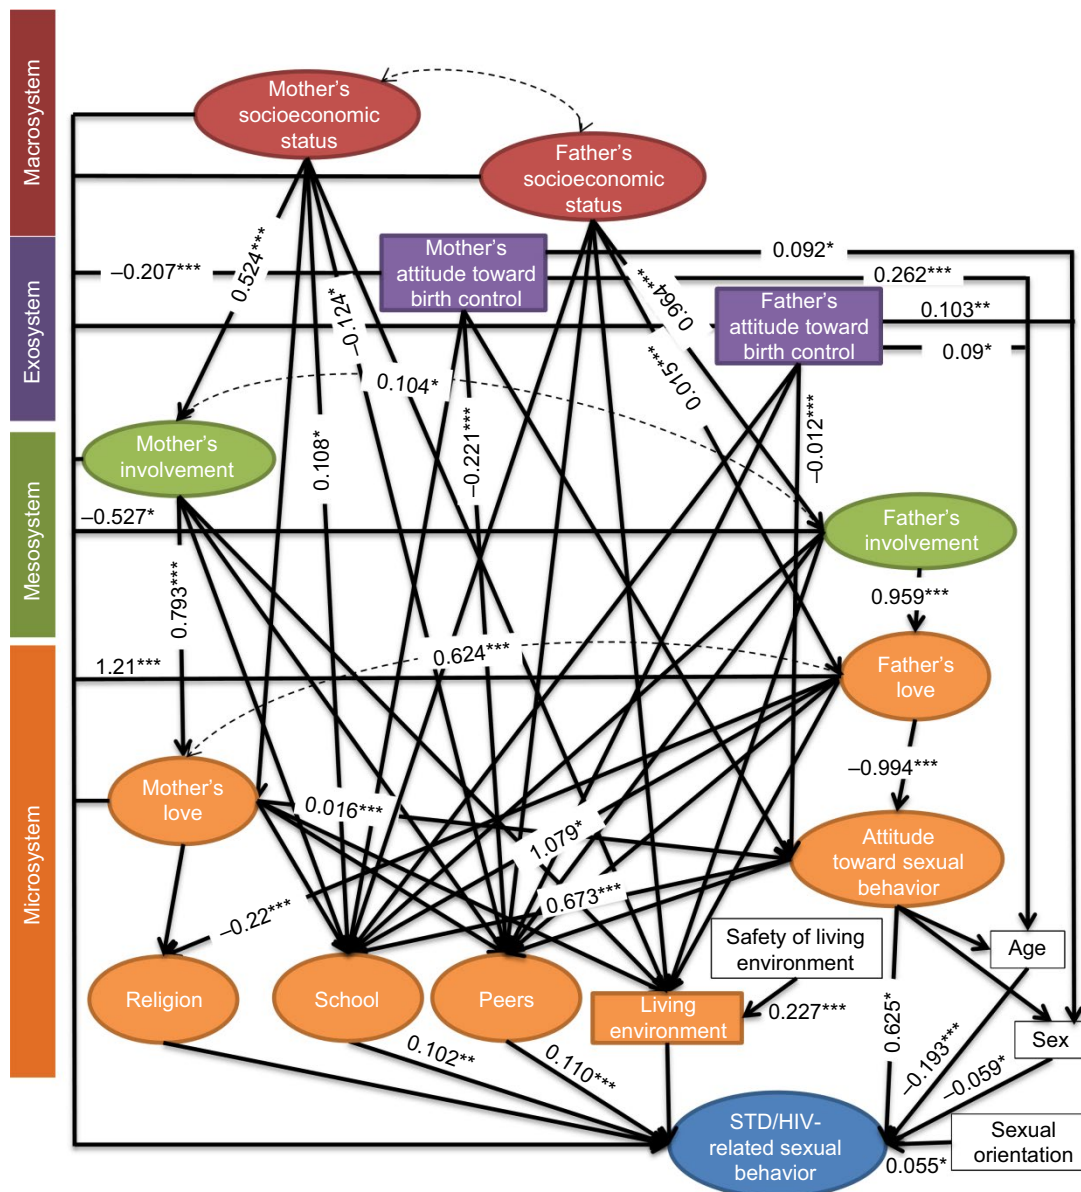 Macrosystem
Exosystem
Mesosystem
Microsystem
Mother's
socioeconomic
status
Father's
socioeconomic
status
Mother's
attitude toward
birth control
Father's
attitude toward
birth control
0.092*
0.262***
0.103**
0.09*
–0.207***
0.524***
–0.124*
0.964***
0.015***
0.104*
0.108*
–0.221***
–0.012***
Mother's
involvement
Father's
involvement
–0.527*
0.793***
0.959***
1.21***
0.624***
Father's
love
–0.994***
Mother's
love
0.016***
1.079*
Attitude
toward sexual
behavior
0.673***
–0.22***
Safety of living
environment
Age
Religion
School
Peers
Living
environment
0.227***
0.625*
Sex
0.102**
0.110***
–0.193***
–0.059*
STD/HIV-
related sexual
behavior
Sexual
orientation
0.055*